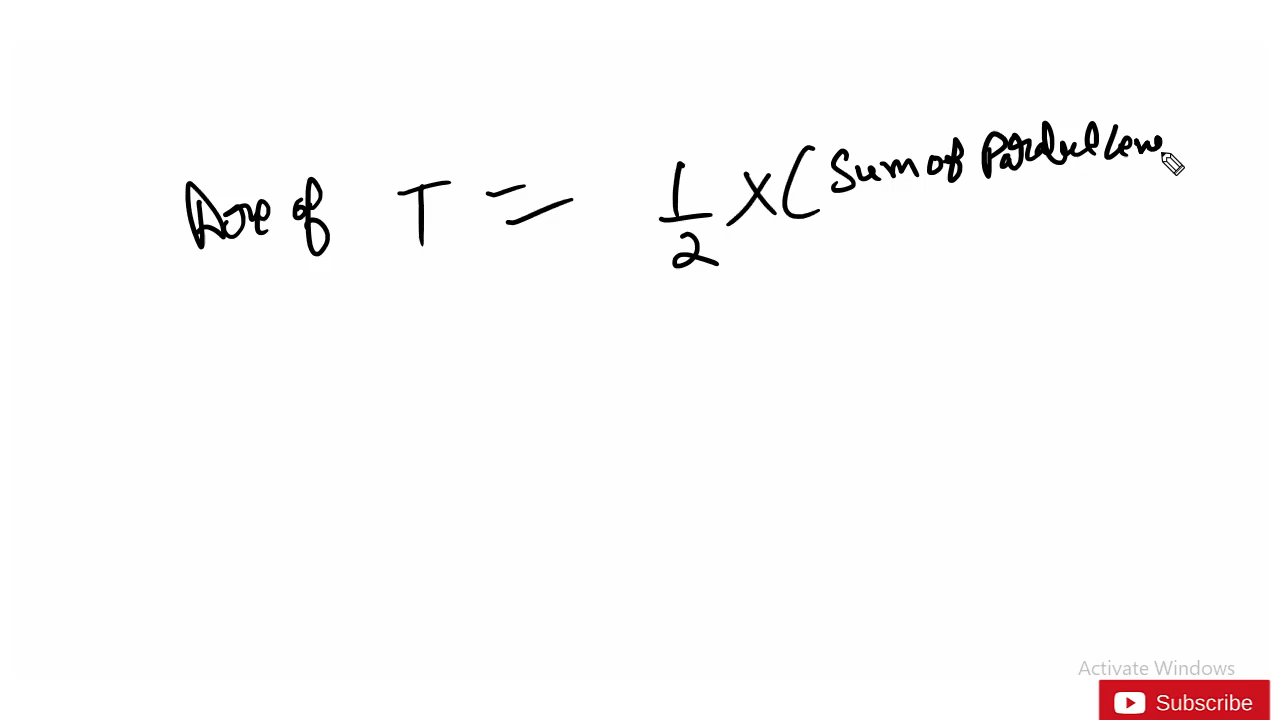 Are of T = 1/2 X ( Sum of Parallel
Activate Windows
Subscribe